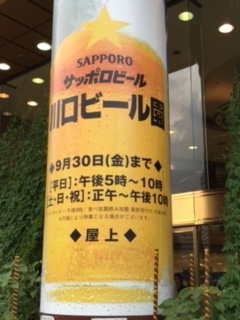 SAPPORO
サッポロビール
川口ビール園
◆9月30日(金)まで◆
[平日]:午後5時〜10時
[土・日・祝]:正午〜午後10時
◆屋上◆